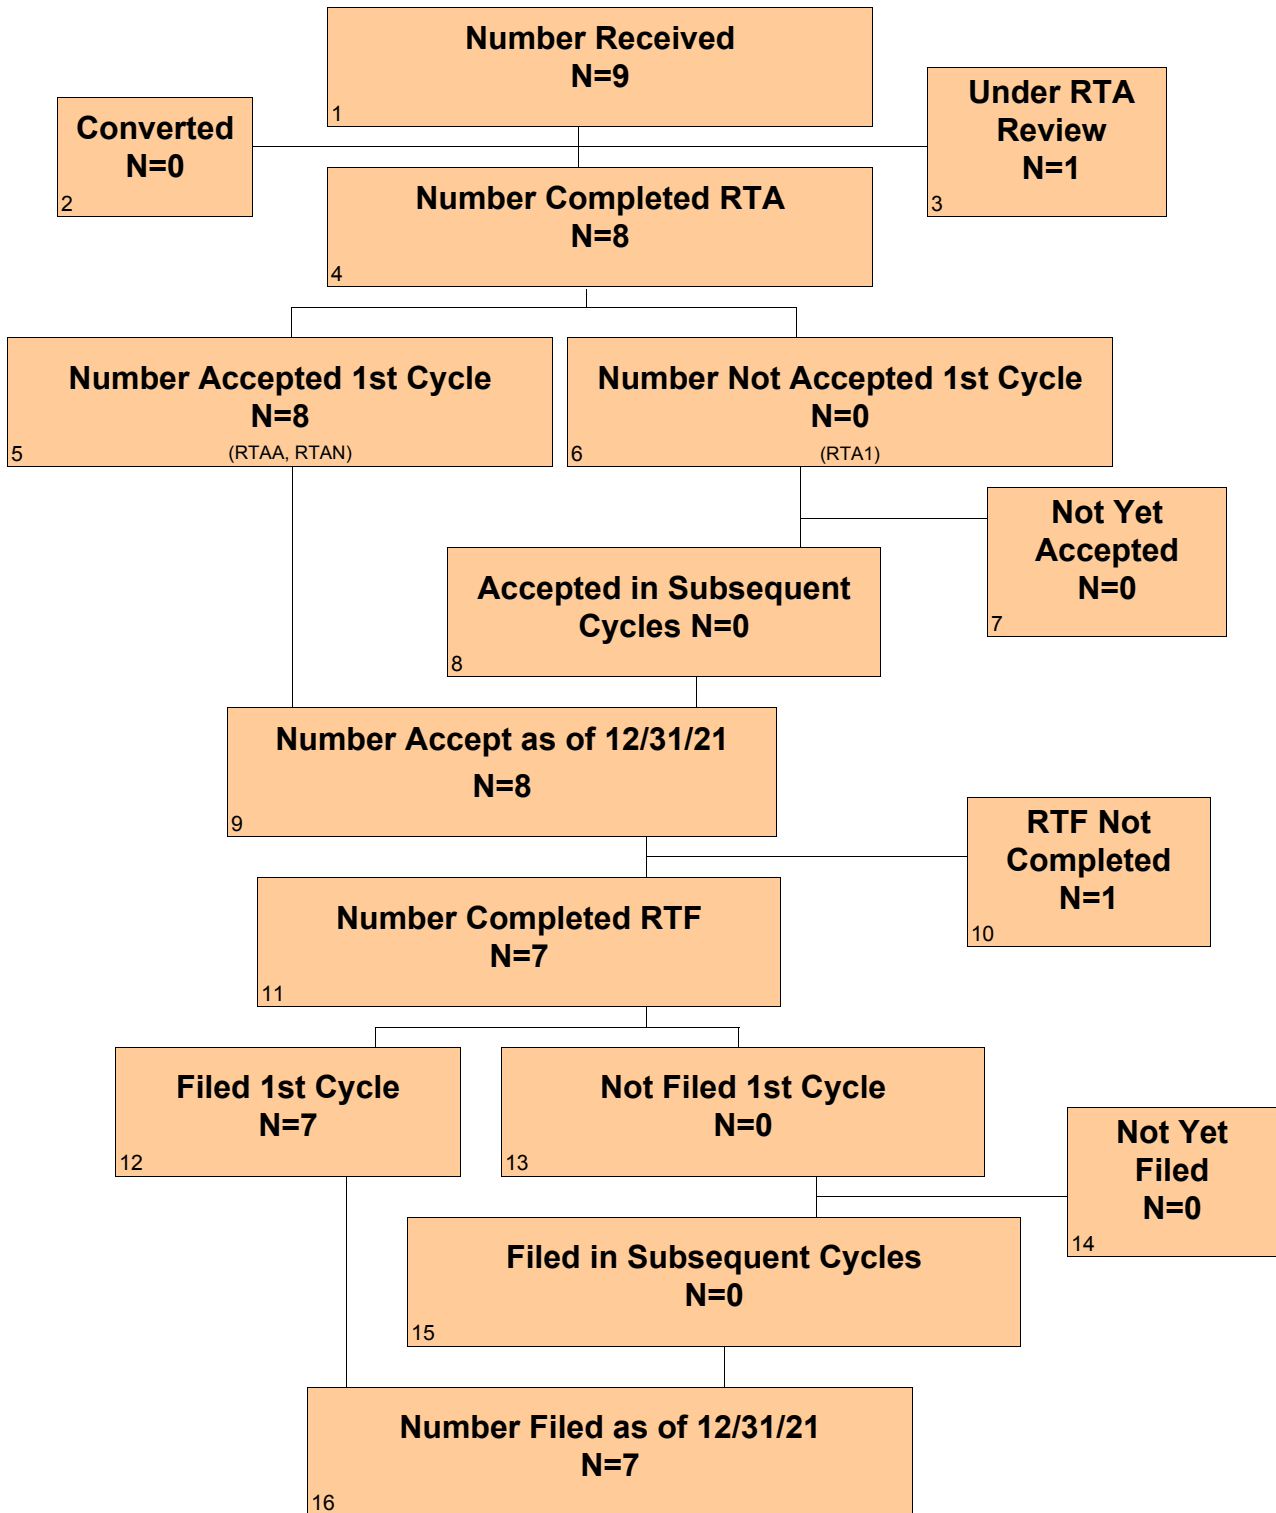 Number Received
N=9
1
Converted
N=0
2
Under RTA
Review
N=1
3
Number Completed RTA
N=8
4
Number Accepted 1st Cycle
N=8
(RTAA, RTAN)
5
Number Not Accepted 1st Cycle
N=0
(RTA1)
6
Not Yet
Accepted
N=0
7
Accepted in Subsequent
Cycles N=0
8
Number Accept as of 12/31/21
N=8
9
RTF Not
Completed
N=1
10
Number Completed RTF
N=7
11
Filed 1st Cycle
N=7
12
Not Filed 1st Cycle
N=0
13
Not Yet
Filed
N=0
14
Filed in Subsequent Cycles
N=0
15
Number Filed as of 12/31/21
N=7
16